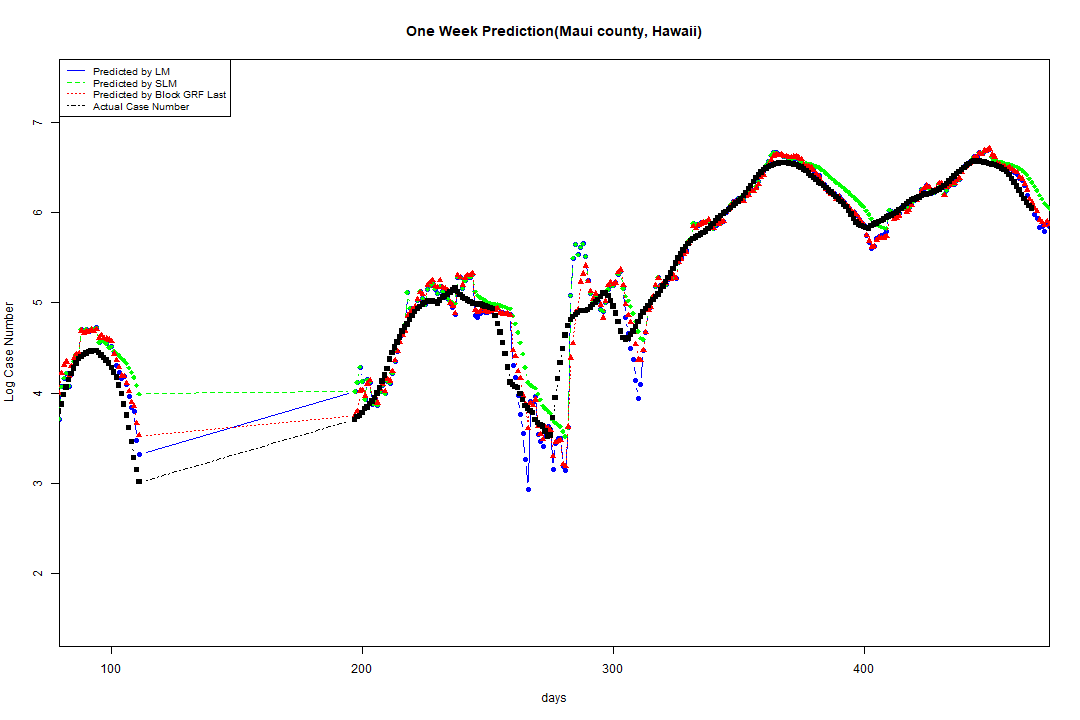 One Week Prediction(Maui county, Hawaii)
Predicted by LM
Predicted by SLM
Predicted by Block GRF Last
Actual Case Number
Log Case Number
7
6
5
4
3
2
100 200 300 400
days